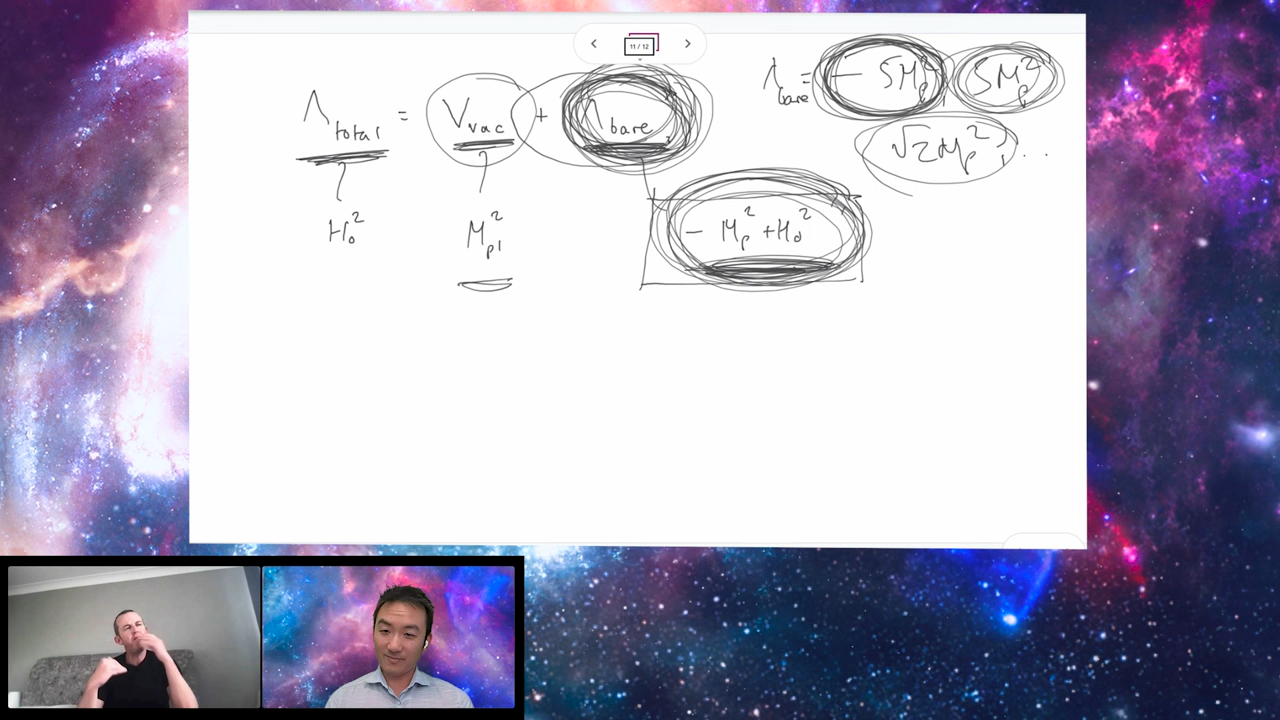 11 / 12
Λ_total = V_vac + Λ_bare
Λ_bare = - 5M_p^2, 5M_p^2
√2 M_p^2, ...
H_0^2
M_pl^2
- M_p^2 + H_0^2